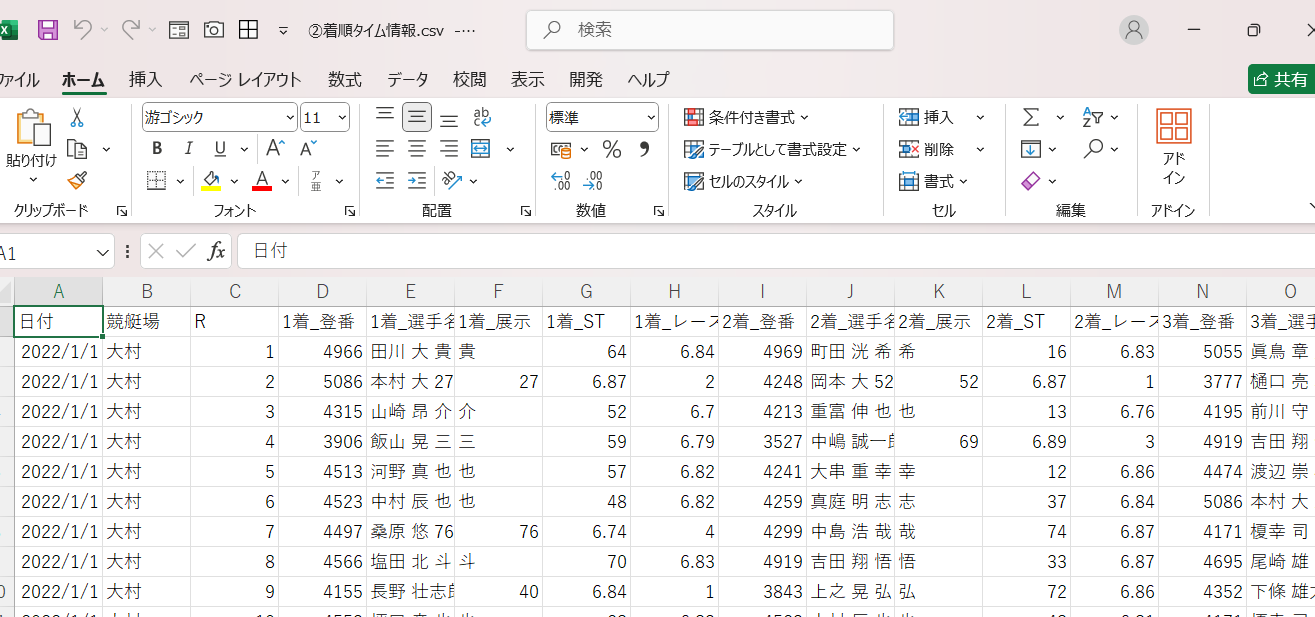 ②着順タイム情報.csv -… 検索
ファイル ホーム 挿入 ページ レイアウト 数式 データ 校閲 表示 開発 ヘルプ 共有
游ゴシック 11 標準 条件付き書式 挿入 Σ
貼り付け B I U A A % テーブルとして書式設定 削除 アド イン
A ア 亜 セルのスタイル 書式
クリップボード フォント 配置 数値 スタイル セル 編集 アドイン
A1 fx 日付
A B C D E F G H I J K L M N O
日付 競艇場 R 1着_登番 1着_選手名 1着_展示 1着_ST 1着_レース 2着_登番 2着_選手名 2着_展示 2着_ST 2着_レース 3着_登番 3着_選手
2022/1/1 大村 1 4966 田川 大 貴 貴 64 6.84 4969 町田 洸 希 希 16 6.83 5055 眞鳥 章
2022/1/1 大村 2 5086 本村 大 27 27 6.87 2 4248 岡本 大 52 52 6.87 1 3777 樋口 亮
2022/1/1 大村 3 4315 山崎 昂 介 介 52 6.7 4213 重富 伸 也 也 13 6.76 4195 前川 守
2022/1/1 大村 4 3906 飯山 晃 三 三 59 6.79 3527 中嶋 誠一郎 69 6.89 3 4919 吉田 翔
2022/1/1 大村 5 4513 河野 真 也 也 57 6.82 4241 大串 重 幸 幸 12 6.86 4474 渡辺 崇
2022/1/1 大村 6 4523 中村 辰 也 也 48 6.82 4259 真庭 明 志 志 37 6.84 5086 本村 大
2022/1/1 大村 7 4497 桑原 悠 76 76 6.74 4 4299 中島 浩 哉 哉 74 6.87 4171 榎幸 司
2022/1/1 大村 8 4566 塩田 北 斗 斗 70 6.83 4919 吉田 翔 悟 悟 33 6.87 4695 尾崎 雄
2022/1/1 大村 9 4155 長野 壮志郎 40 6.84 1 3843 上之 晃 弘 弘 72 6.86 4352 下條 雄太